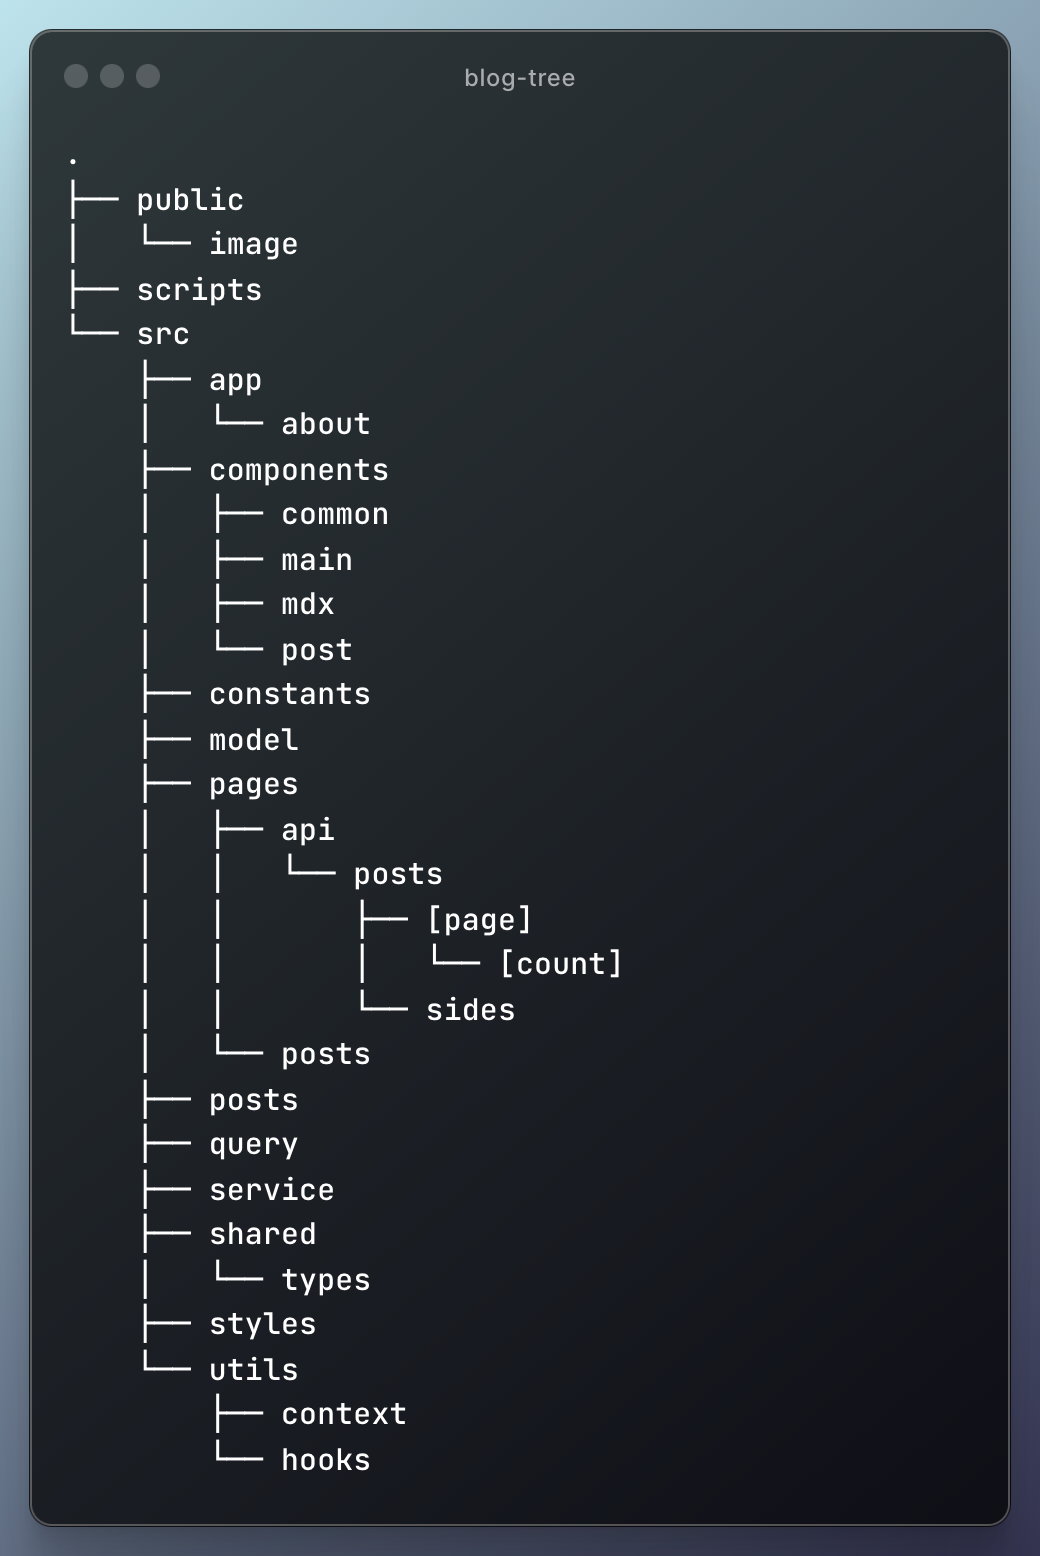 blog-tree
.
├── public
│   └── image
├── scripts
└── src
    ├── app
    │   └── about
    ├── components
    │   ├── common
    │   ├── main
    │   ├── mdx
    │   └── post
    ├── constants
    ├── model
    ├── pages
    │   ├── api
    │   │   └── posts
    │   │       ├── [page]
    │   │       │   └── [count]
    │   │       └── sides
    │   └── posts
    ├── posts
    ├── query
    ├── service
    ├── shared
    │   └── types
    ├── styles
    └── utils
        ├── context
        └── hooks